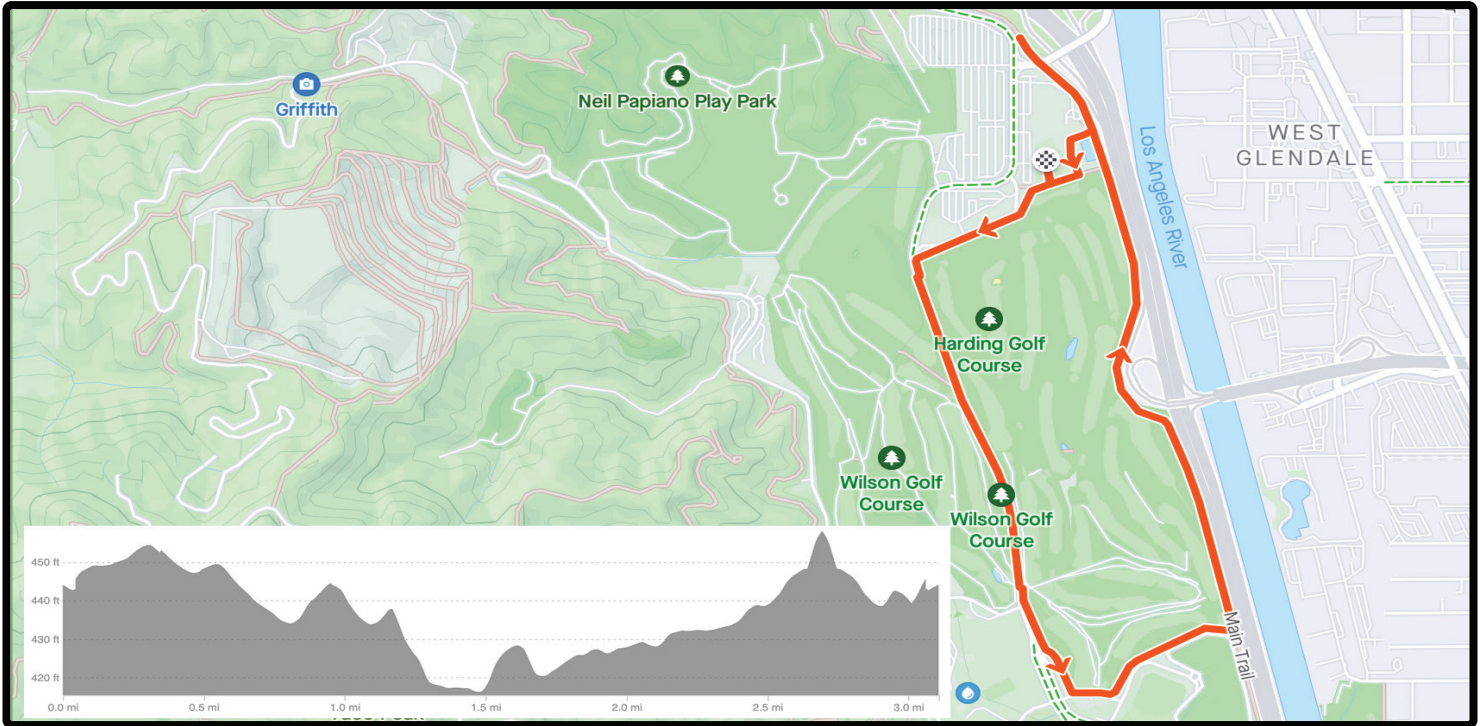 Griffith
Neil Papiano Play Park
WEST
GLENDALE
Los Angeles River
Harding Golf
Course
Wilson Golf
Course
Wilson Golf
Course
Main Trail
450 ft
440 ft
430 ft
420 ft
0.0 mi
0.5 mi
1.0 mi
1.5 mi
2.0 mi
2.5 mi
3.0 mi